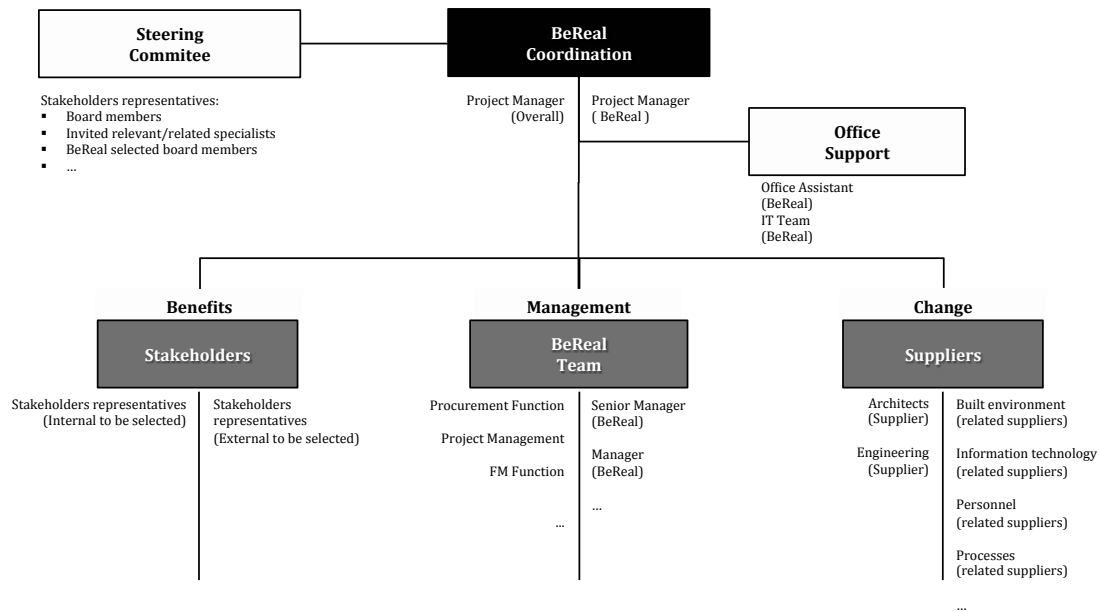 Steering
Commitee
BeReal
Coordination
Stakeholders representatives:
▪ Board members
▪ Invited relevant/related specialists
▪ BeReal selected board members
▪ ...
Project Manager
(Overall)
Project Manager
( BeReal )
Office
Support
Office Assistant
(BeReal)
IT Team
(BeReal)
Benefits
Stakeholders
Stakeholders representatives
(Internal to be selected)
Stakeholders
representatives
(External to be selected)
Management
BeReal
Team
Procurement Function
Project Management
FM Function
...
Senior Manager
(BeReal)
Manager
(BeReal)
...
Change
Suppliers
Architects
(Supplier)
Engineering
(Supplier)
Built environment
(related suppliers)
Information technology
(related suppliers)
Personnel
(related suppliers)
Processes
(related suppliers)
...